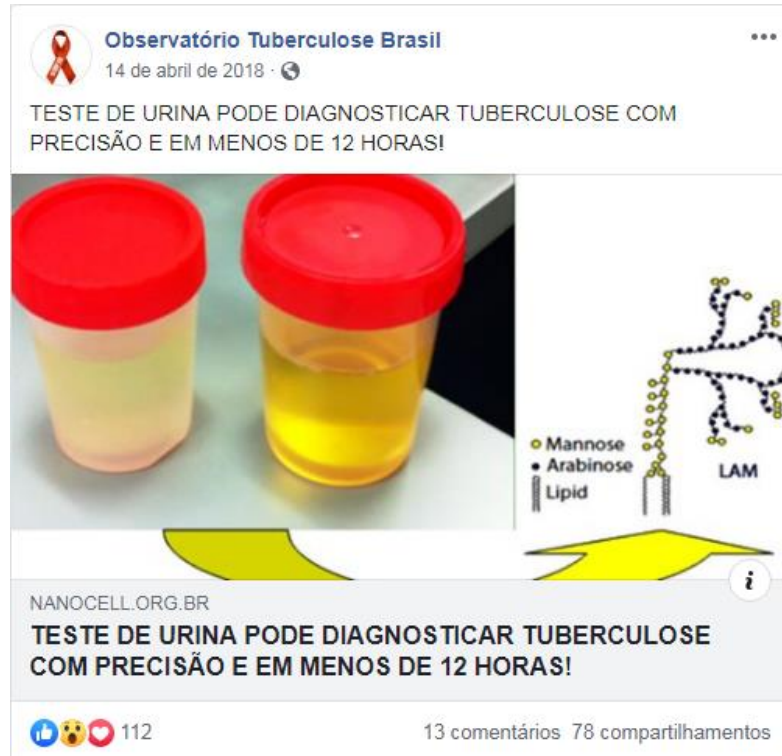 Observatório Tuberculose Brasil
14 de abril de 2018 ·
TESTE DE URINA PODE DIAGNOSTICAR TUBERCULOSE COM
PRECISÃO E EM MENOS DE 12 HORAS!
Mannose
Arabinose
Lipid
LAM
i
NANOCELL.ORG.BR
TESTE DE URINA PODE DIAGNOSTICAR TUBERCULOSE
COM PRECISÃO E EM MENOS DE 12 HORAS!
112
13 comentários 78 compartilhamentos